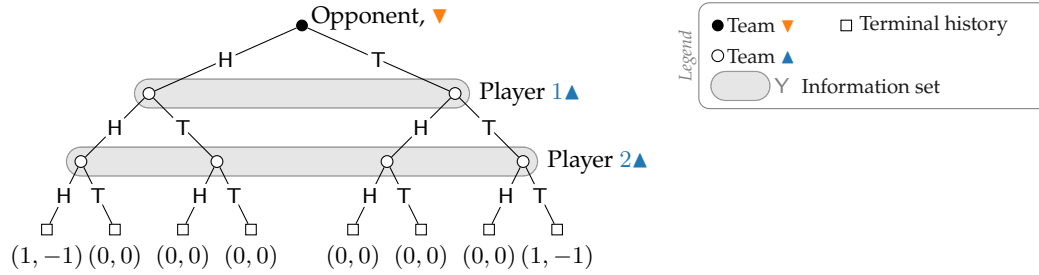 Opponent, ▼
H T
Player 1▲
H T H T
Player 2▲
H T H T H T H T
(1, −1) (0, 0) (0, 0) (0, 0) (0, 0) (0, 0) (0, 0) (1, −1)
Legend
Team ▼ Terminal history
Team ▲
Y Information set